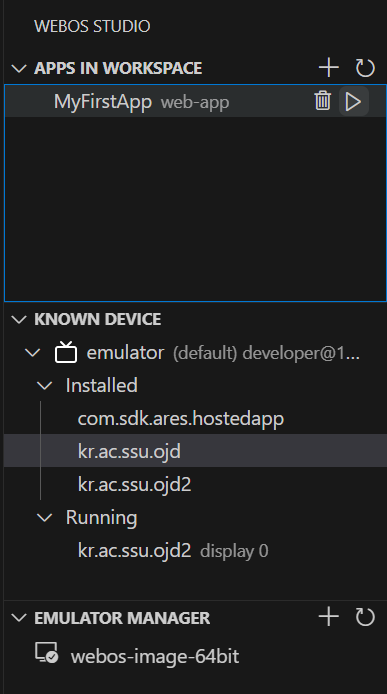 WEBOS STUDIO
APPS IN WORKSPACE
MyFirstApp web-app
KNOWN DEVICE
emulator (default) developer@1...
Installed
com.sdk.ares.hostedapp
kr.ac.ssu.ojd
kr.ac.ssu.ojd2
Running
kr.ac.ssu.ojd2 display 0
EMULATOR MANAGER
webos-image-64bit